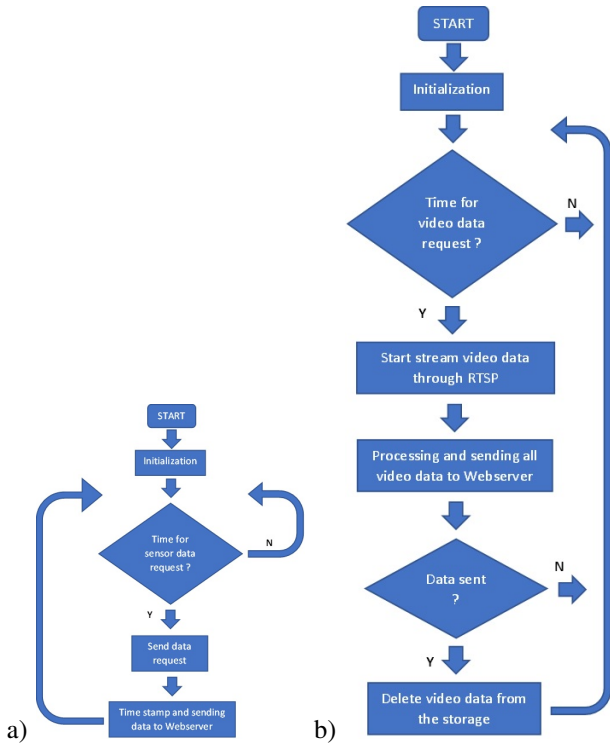 START
Initialization
Time for
sensor data
request ?
N
Y
Send data
request
Time stamp and sending
data to Webserver
a)
START
Initialization
Time for
video data
request ?
N
Y
Start stream video data
through RTSP
Processing and sending all
video data to Webserver
Data sent
?
N
Y
Delete video data from
the storage
b)